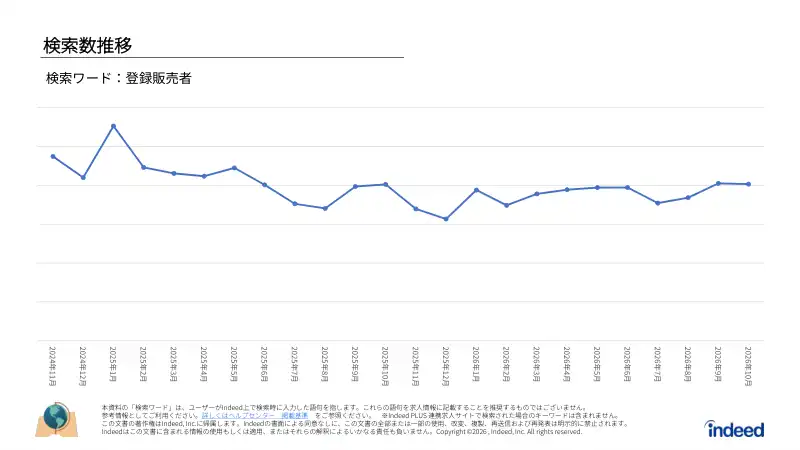 検索数推移
検索ワード：登録販売者
2024年11月
2024年12月
2025年1月
2025年2月
2025年3月
2025年4月
2025年5月
2025年6月
2025年7月
2025年8月
2025年9月
2025年10月
2025年11月
2025年12月
2026年1月
2026年2月
2026年3月
2026年4月
2026年5月
2026年6月
2026年7月
2026年8月
2026年9月
2026年10月
本資料の「検索ワード」は、ユーザーがIndeed上で検索時に入力した語句を指します。これらの語句を求人情報に記載することを推奨するものではございません。
参考情報としてご利用ください。詳しくはヘルプセンター　掲載基準　をご参照ください。　※Indeed PLUS 連携求人サイトで検索された場合のキーワードは含まれません。
この文書の著作権はIndeed, Inc.に帰属します。Indeedの書面による同意なしに、この文書の全部または一部の使用、改変、複製、再送信および再発表は明示的に禁止されます。
Indeedはこの文書に含まれる情報の使用もしくは適用、またはそれらの解釈によるいかなる責任も負いません。Copyright ©2026 , Indeed, Inc. All rights reserved.
indeed